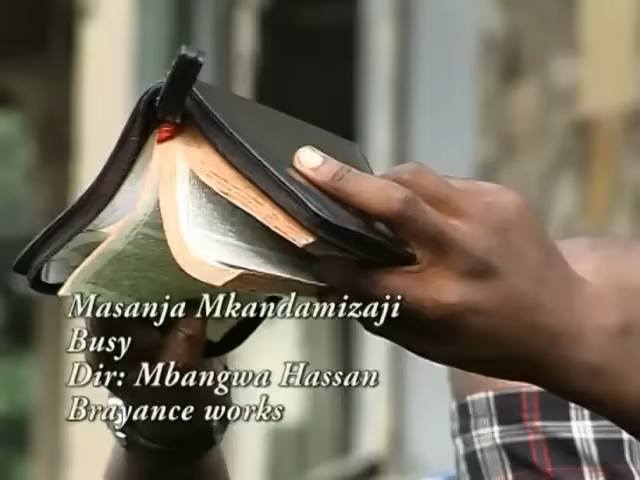 Masanja Mkandamizaji
Busy
Dir: Mbangwa Hassan
Brayance works